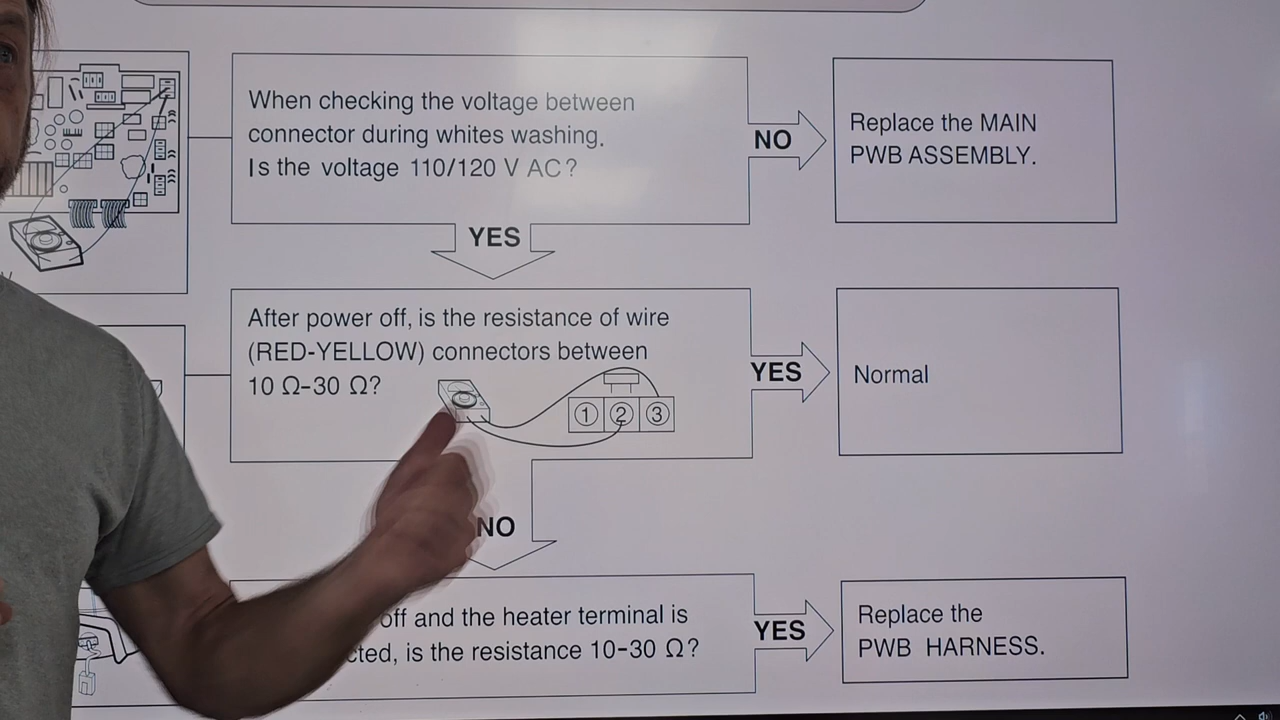 When checking the voltage between
connector during whites washing.
Is the voltage 110/120 V AC?
NO
Replace the MAIN
PWB ASSEMBLY.
YES
After power off, is the resistance of wire
(RED-YELLOW) connectors between
10 Ω-30 Ω?
① ② ③
YES
Normal
NO
off and the heater terminal is
is the resistance 10-30 Ω?
YES
Replace the
PWB HARNESS.